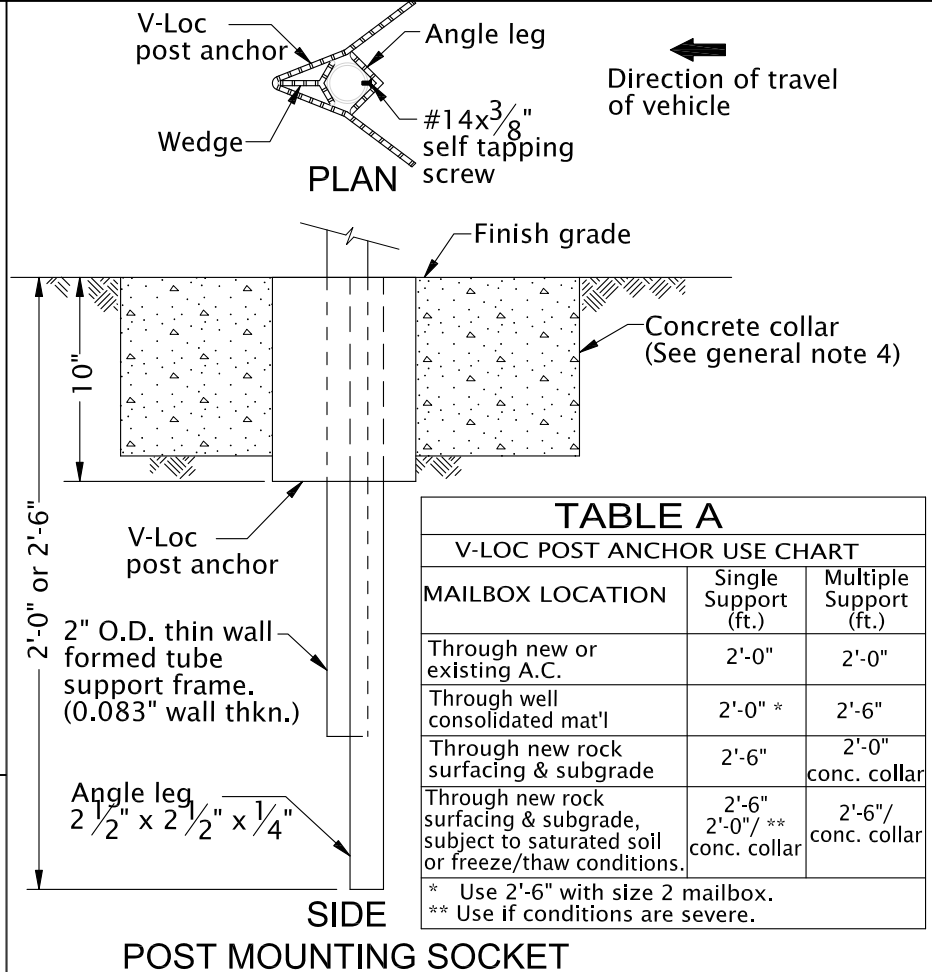 V-Loc
post anchor
Angle leg
Direction of travel
of vehicle
Wedge
#14x3/8"
self tapping
screw
PLAN
Finish grade
Concrete collar
(See general note 4)
10"
2'-0" or 2'-6"
V-Loc
post anchor
2" O.D. thin wall
formed tube
support frame.
(0.083" wall thkn.)
Angle leg
2 1/2" x 2 1/2" x 1/4"
SIDE
POST MOUNTING SOCKET
TABLE A
V-LOC POST ANCHOR USE CHART
MAILBOX LOCATION
Single
Support
(ft.)
Multiple
Support
(ft.)
Through new or
existing A.C.
2'-0"
2'-0"
Through well
consolidated mat'l
2'-0" *
2'-6"
Through new rock
surfacing & subgrade
2'-6"
2'-0"
conc. collar
Through new rock
surfacing & subgrade,
subject to saturated soil
or freeze/thaw conditions.
2'-6"
2'-0"/ **
conc. collar
2'-6"/
conc. collar
* Use 2'-6" with size 2 mailbox.
** Use if conditions are severe.